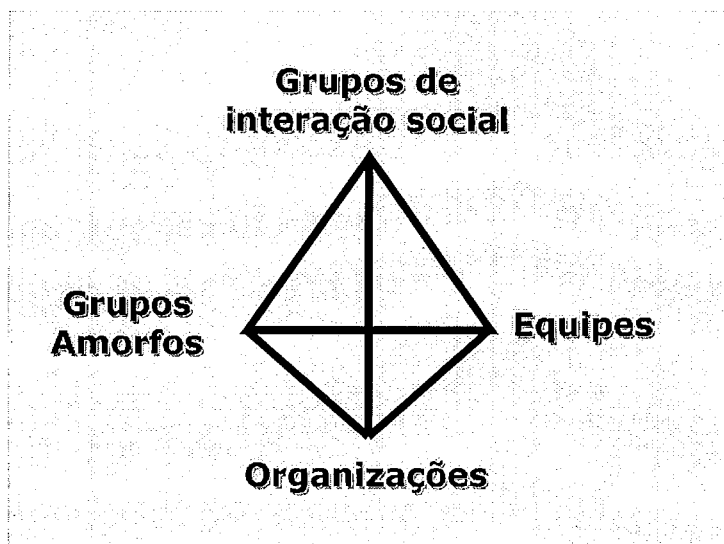 Grupos de
interação social
Grupos
Amorfos
Equipes
Organizações